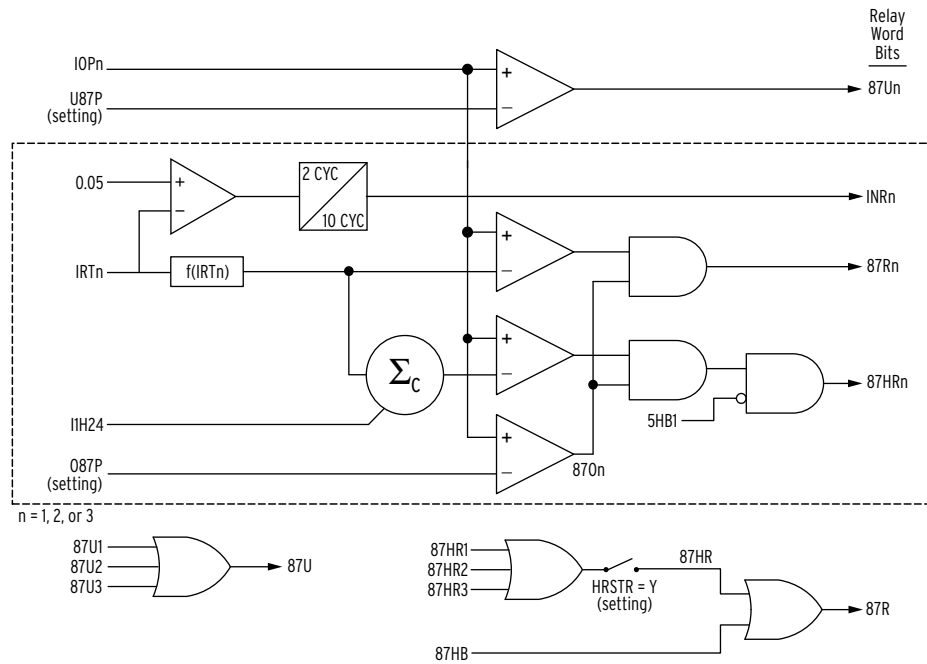 Relay
Word
Bits
IOPn
87Un
U87P
(setting)
0.05
2 CYC
10 CYC
INRn
IRTn
f(IRTn)
87Rn
Σc
87HRn
I1H24
5HB1
O87P
(setting)
87On
n = 1, 2, or 3
87U1
87U2
87U3
87U
87HR1
87HR2
87HR3
HRSTR = Y
(setting)
87HR
87R
87HB